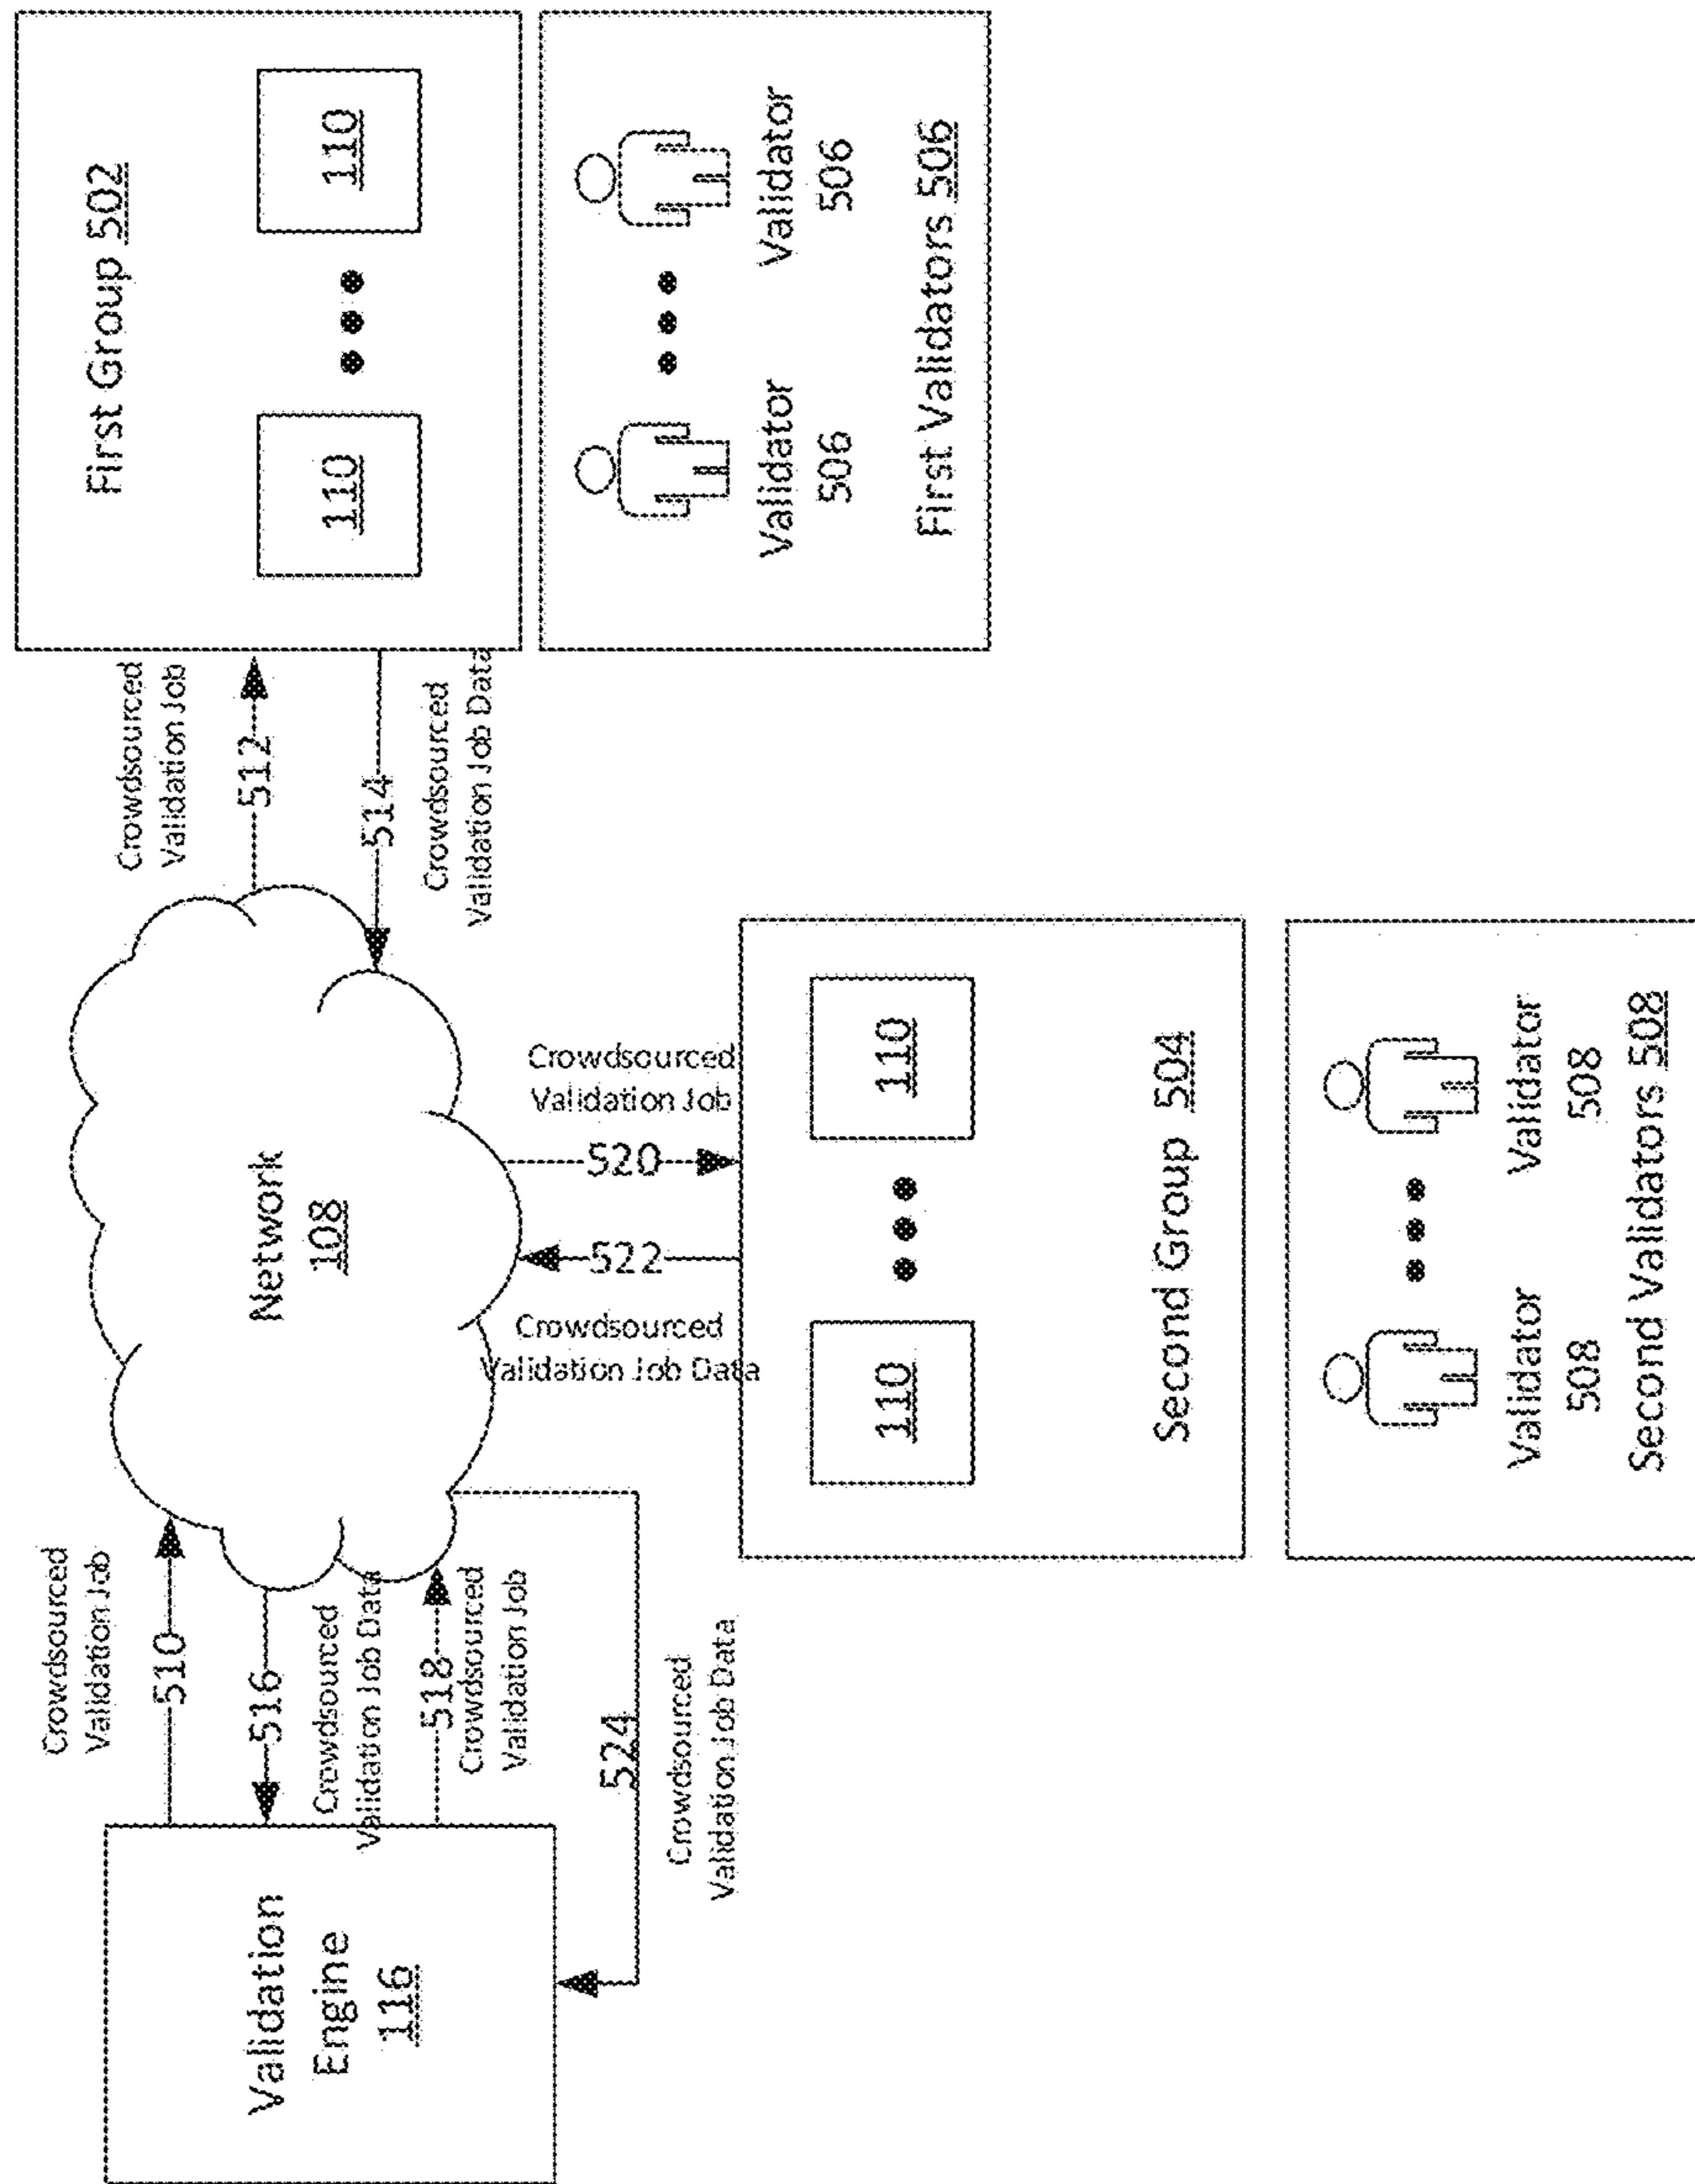 Crowdsourced
Validation Job
510
516
Crowdsourced
Validation Job Data
518
Crowdsourced
Validation Job
524
Crowdsourced
Validation Job Data
Validation
Engine
116
Network
108
Crowdsourced
Validation Job
512
514
Crowdsourced
Validation Job Data
Crowdsourced
Validation Job
520
522
Crowdsourced
Validation Job Data
First Group 502
110
110
Validator
506
Validator
506
First Validators 506
110
110
Second Group 504
Validator
508
Validator
508
Second Validators 508